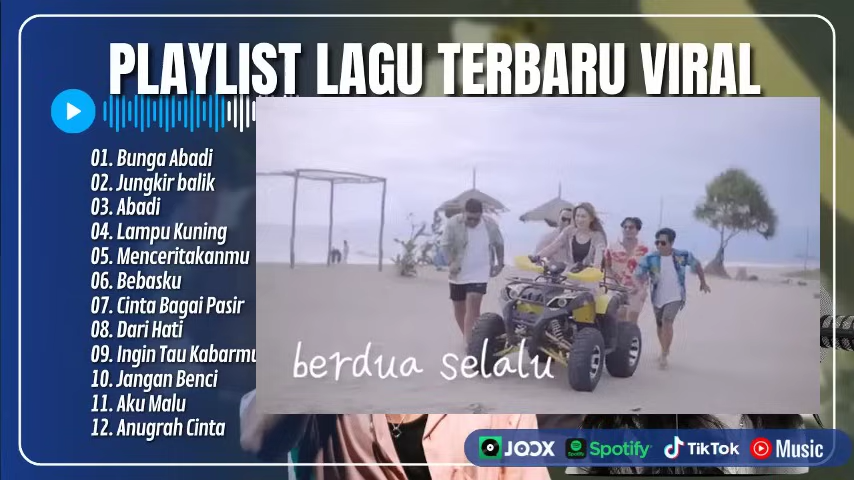 PLAYLIST LAGU TERBARU VIRAL
01. Bunga Abadi
02. Jungkir balik
03. Abadi
04. Lampu Kuning
05. Menceritakanmu
06. Bebasku
07. Cinta Bagai Pasir
08. Dari Hati
09. Ingin Tau Kabarmu
10. Jangan Benci
11. Aku Malu
12. Anugrah Cinta
berdua selalu
JOOX Spotify Spotify TikTok Music